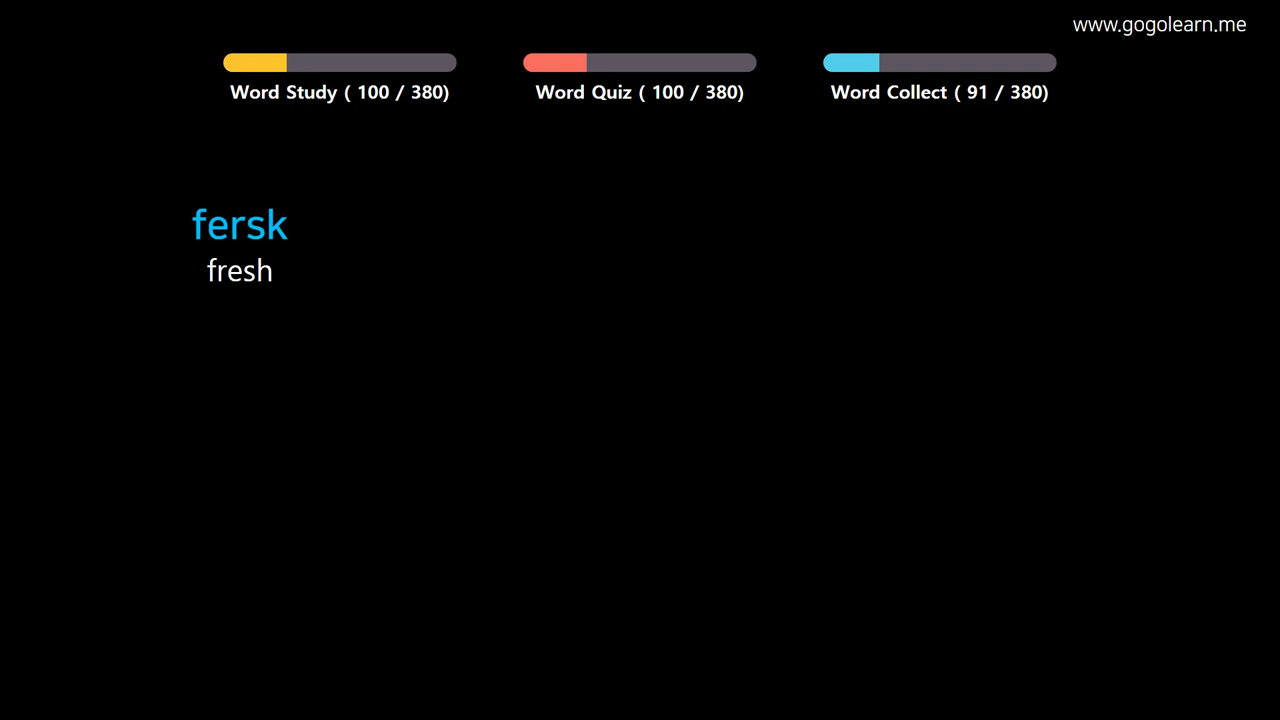 www.gogolearn.me
Word Study ( 100 / 380)
Word Quiz ( 100 / 380)
Word Collect ( 91 / 380)
fersk
fresh